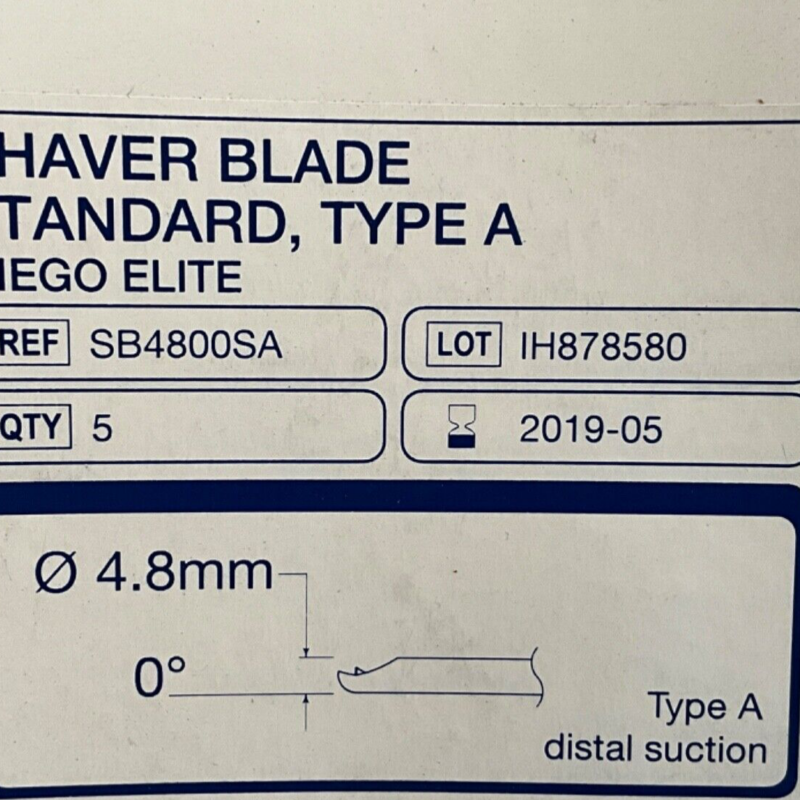 HAVER BLADE
TANDARD, TYPE A
IEGO ELITE
REF SB4800SA
LOT IH878580
QTY 5
2019-05
Ø 4.8mm
0°
Type A
distal suction